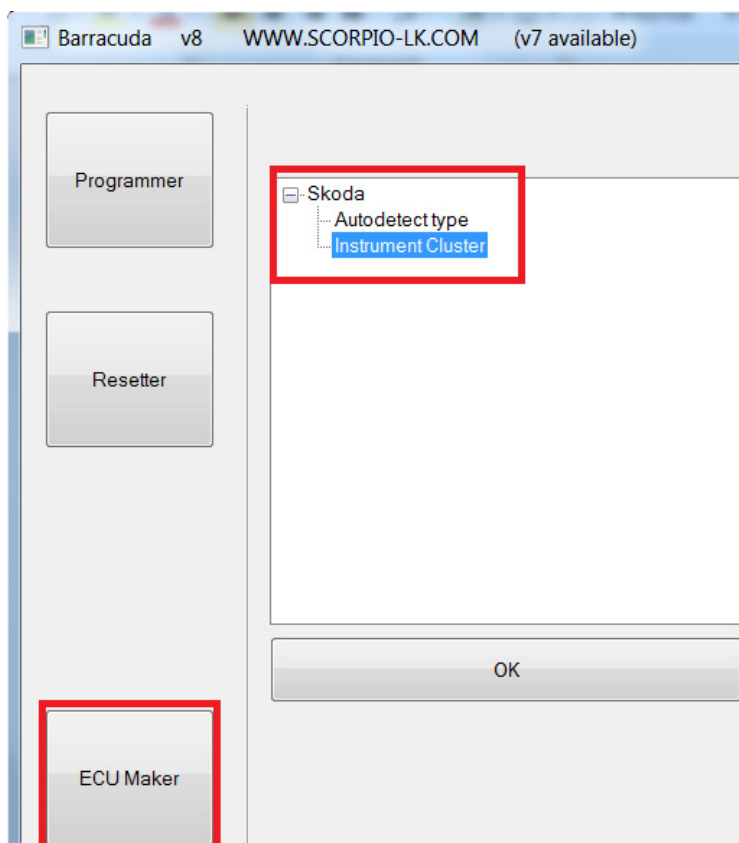 Barracuda v8 WWW.SCORPIO-LK.COM (v7 available)
Programmer
Skoda
Autodetect type
Instrument Cluster
Resetter
OK
ECU Maker